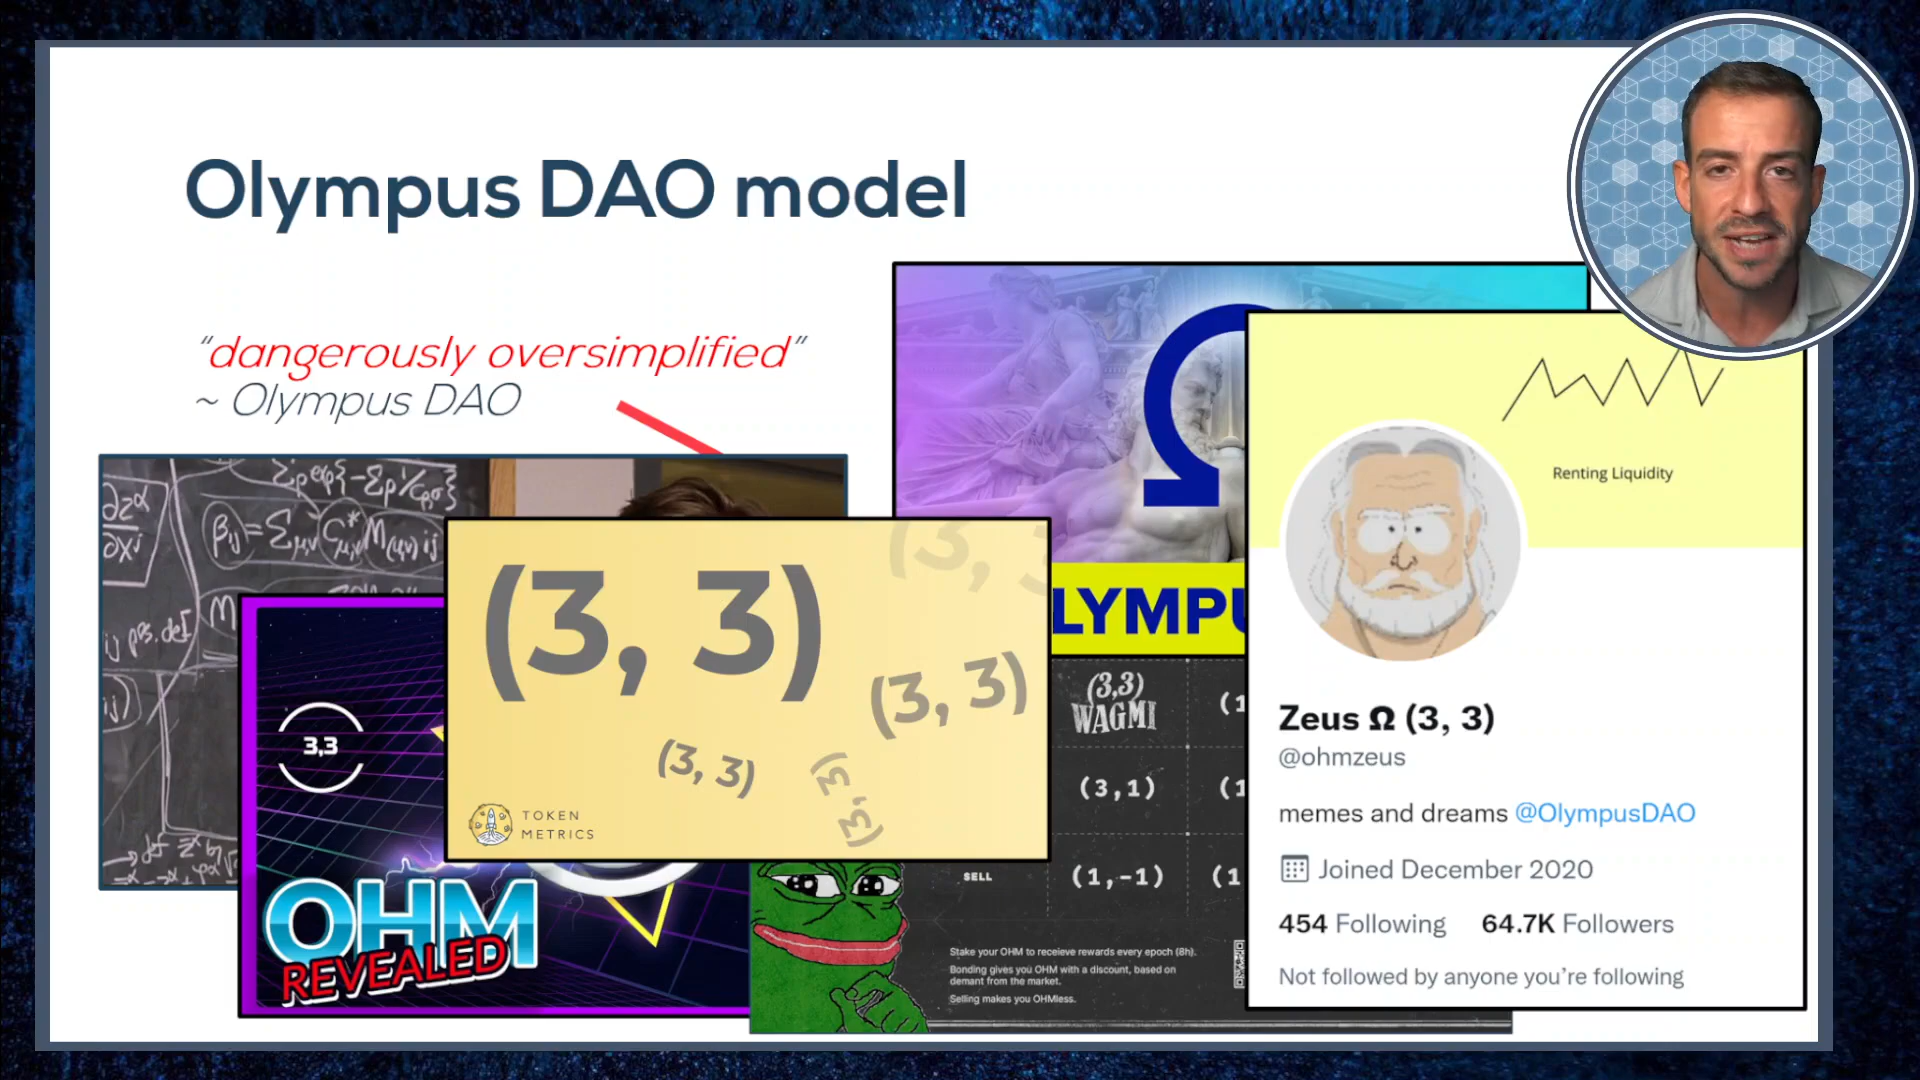 Olympus DAO model
“dangerously oversimplified”
~ Olympus DAO
(3, 3)
(3, 3)
(3, 3)
(3, 3)
TOKEN
METRICS
3,3
OHM
REVEALED
LYMPU
(3,3)
WAGMI
(3,1)
SELL
(1,-1)
Stake your OHM to receieve rewards every epoch (8h).
Bonding gives you OHM with a discount, based on
demant from the market.
Selling makes you OHMless.
Renting Liquidity
Zeus Ω (3, 3)
@ohmzeus
memes and dreams @OlympusDAO
Joined December 2020
454 Following 64.7K Followers
Not followed by anyone you’re following